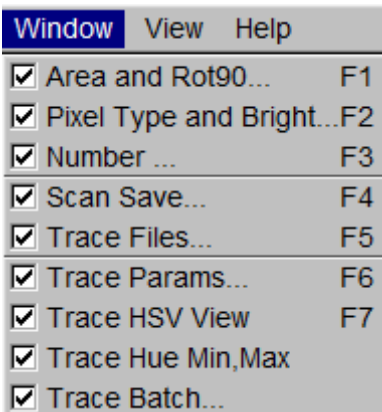 Window View Help
Area and Rot90... F1
Pixel Type and Bright...F2
Number ... F3
Scan Save... F4
Trace Files... F5
Trace Params... F6
Trace HSV View F7
Trace Hue Min,Max
Trace Batch...